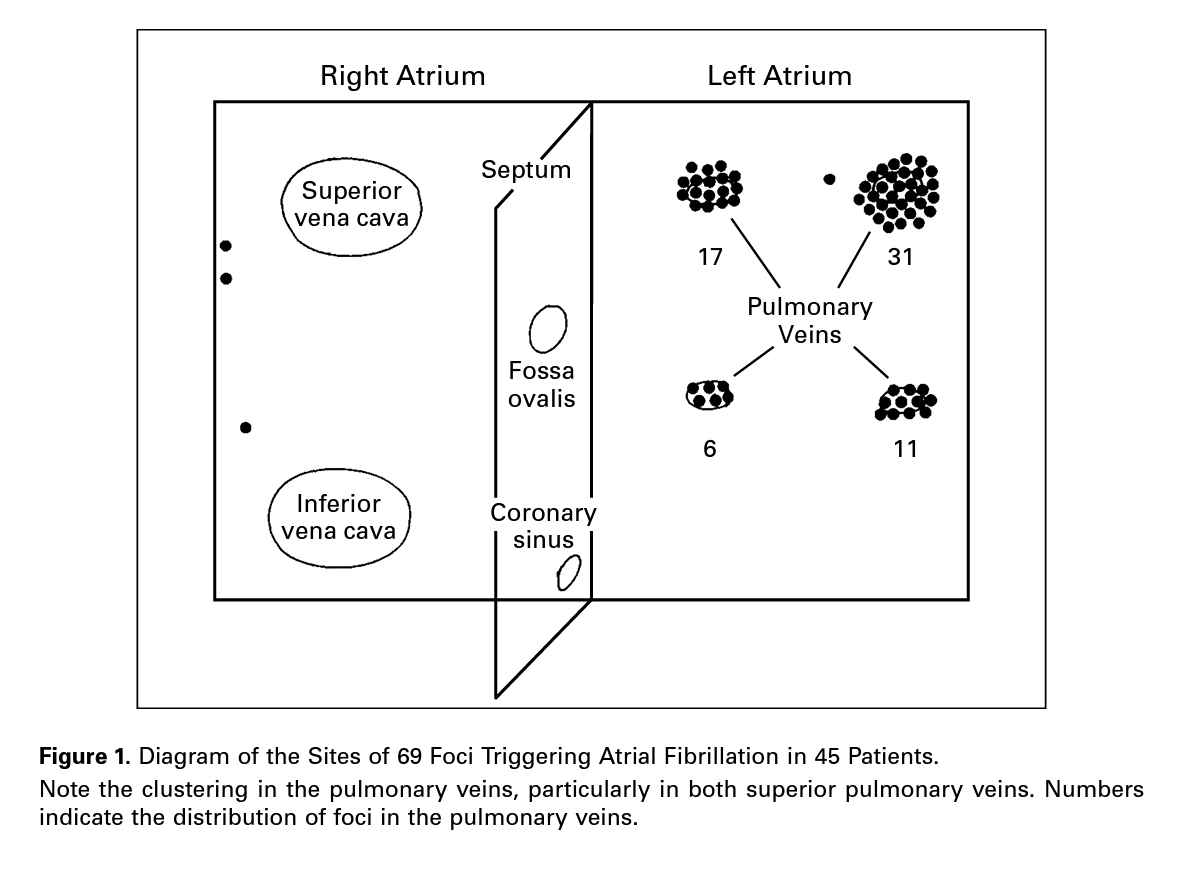 Right Atrium
Left Atrium
Septum
Superior
vena cava
17
31
Pulmonary
Veins
Fossa
ovalis
6
11
Inferior
vena cava
Coronary
sinus
Figure 1. Diagram of the Sites of 69 Foci Triggering Atrial Fibrillation in 45 Patients.
Note the clustering in the pulmonary veins, particularly in both superior pulmonary veins. Numbers
indicate the distribution of foci in the pulmonary veins.